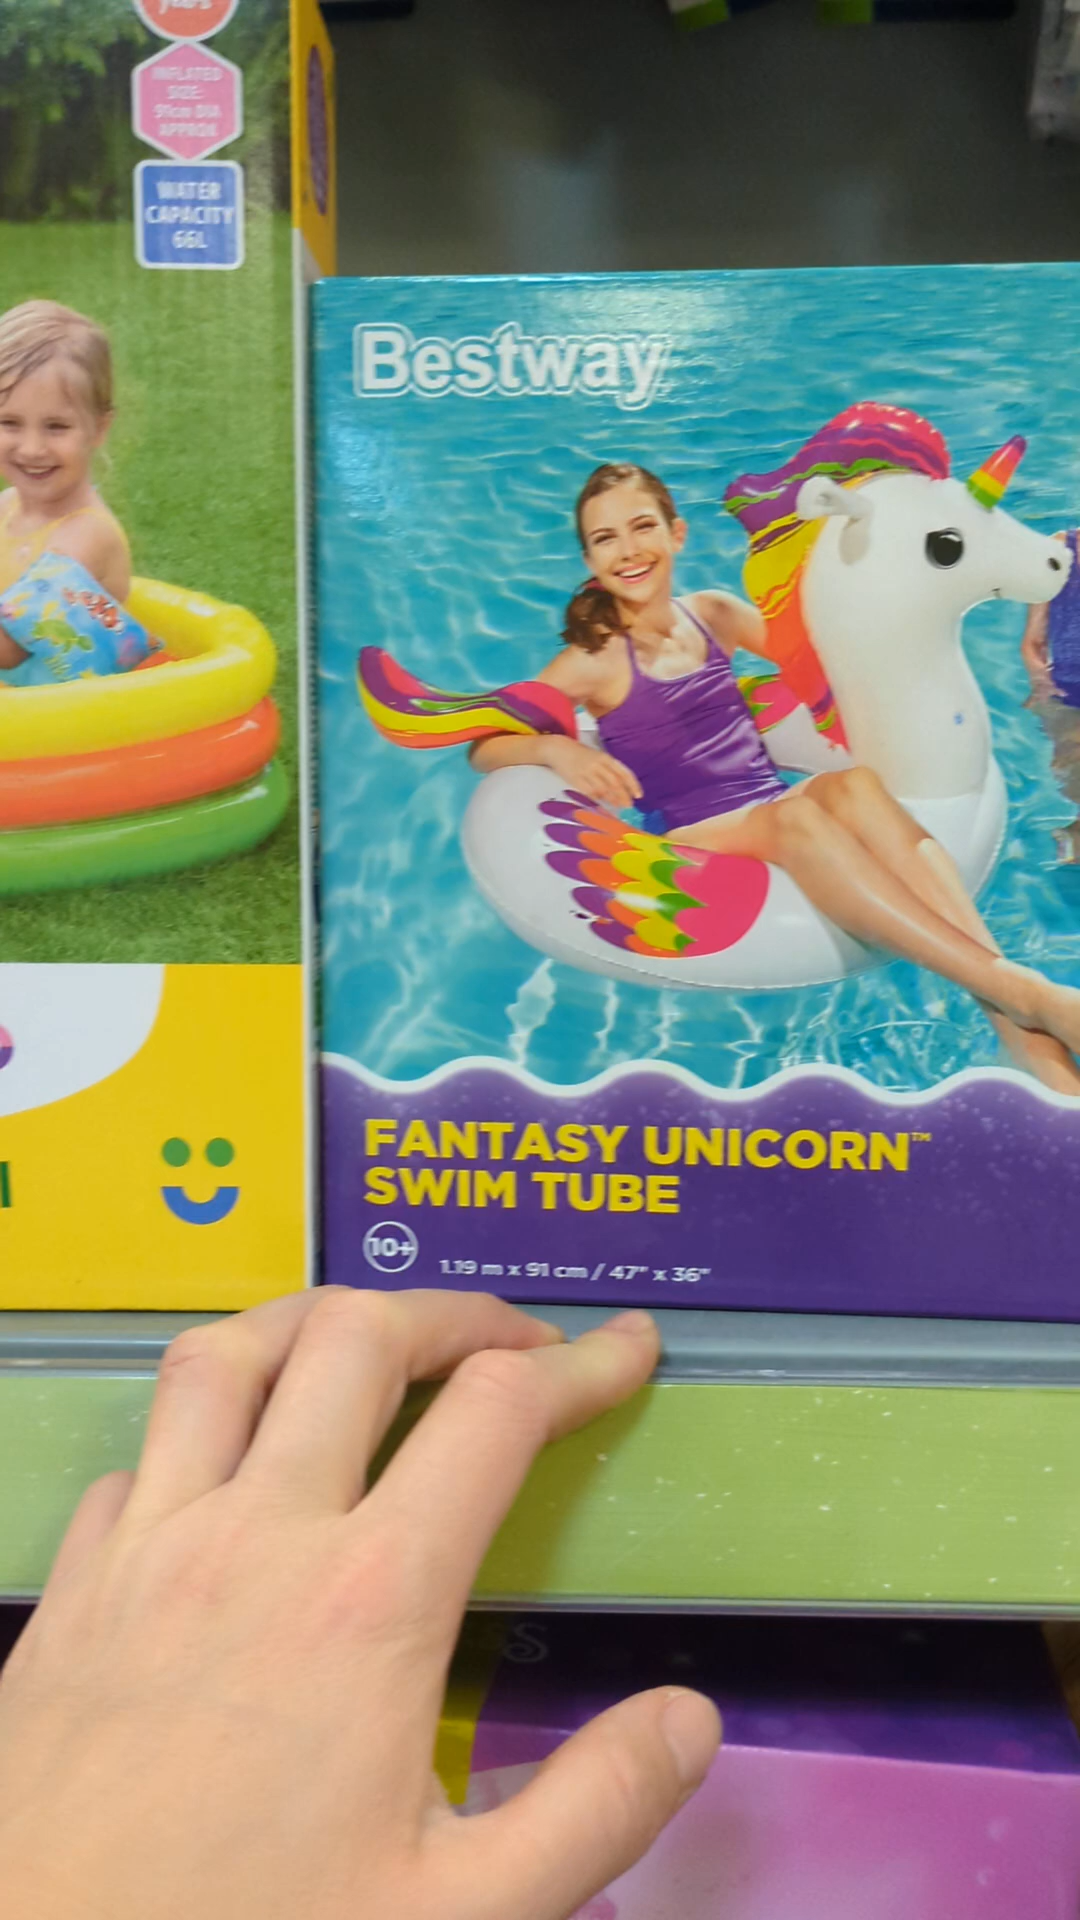 years
INFLATED
SIZE:
91cm DIA
APPROX
WATER
CAPACITY
66L
Bestway
FANTASY UNICORN™
SWIM TUBE
10+
1.19 m x 91 cm / 47" x 36"